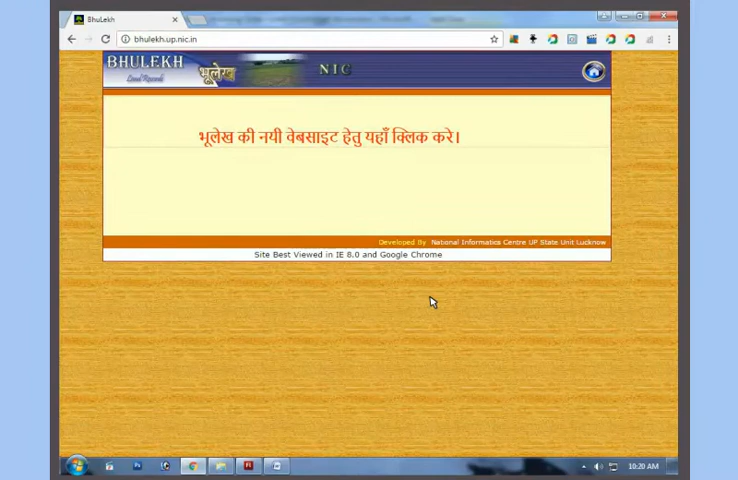 BhuLekh
bhulekh.up.nic.in
BHULEKH
Land Records
भूलेख
NIC
भूलेख की नयी वेबसाइट हेतु यहाँ क्लिक करे।
Developed By National Informatics Centre UP State Unit Lucknow
Site Best Viewed in IE 8.0 and Google Chrome
10:20 AM